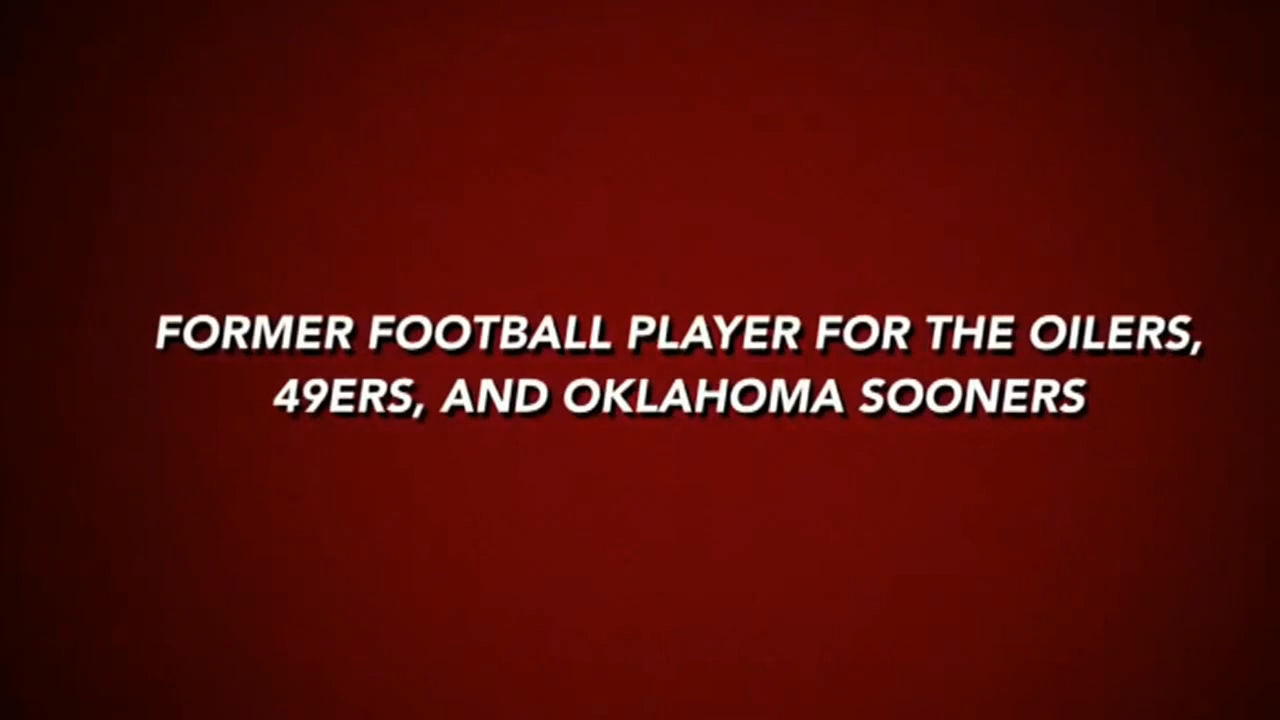 FORMER FOOTBALL PLAYER FOR THE OILERS,
49ERS, AND OKLAHOMA SOONERS